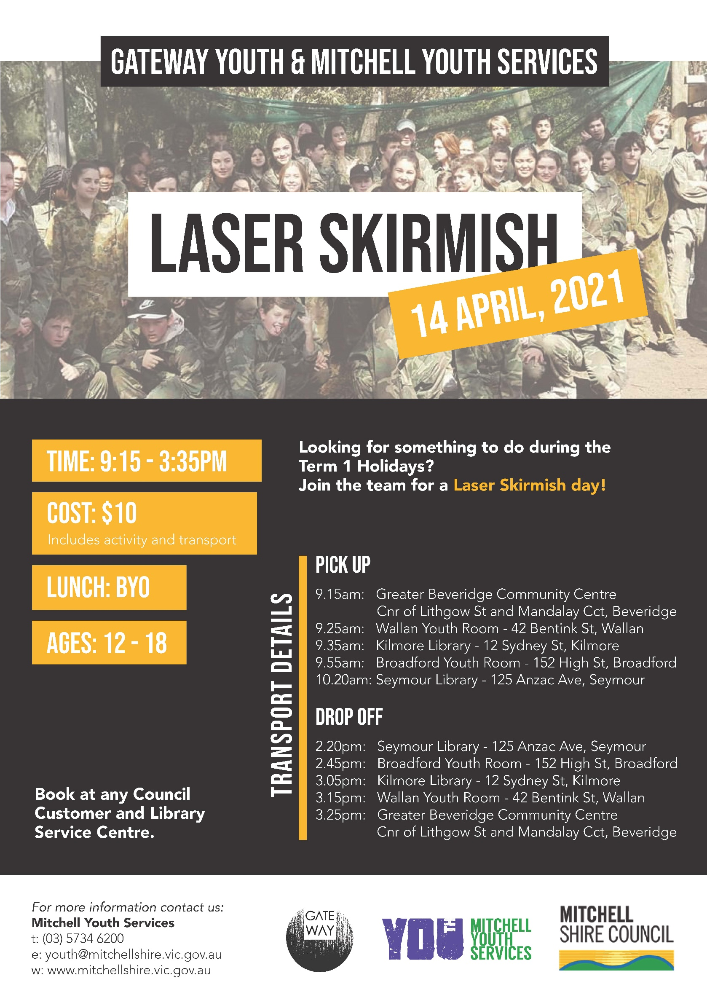 GATEWAY YOUTH & MITCHELL YOUTH SERVICES
LASER SKIRMISH
14 APRIL, 2021
TIME: 9:15 - 3:35PM
COST: $10
Includes activity and transport
LUNCH: BYO
AGES: 12 - 18
Looking for something to do during the
Term 1 Holidays?
Join the team for a Laser Skirmish day!
TRANSPORT DETAILS
PICK UP
9.15am: Greater Beveridge Community Centre
Cnr of Lithgow St and Mandalay Cct, Beveridge
9.25am: Wallan Youth Room - 42 Bentink St, Wallan
9.35am: Kilmore Library - 12 Sydney St, Kilmore
9.55am: Broadford Youth Room - 152 High St, Broadford
10.20am: Seymour Library - 125 Anzac Ave, Seymour
DROP OFF
2.20pm: Seymour Library - 125 Anzac Ave, Seymour
2.45pm: Broadford Youth Room - 152 High St, Broadford
3.05pm: Kilmore Library - 12 Sydney St, Kilmore
3.15pm: Wallan Youth Room - 42 Bentink St, Wallan
3.25pm: Greater Beveridge Community Centre
Cnr of Lithgow St and Mandalay Cct, Beveridge
Book at any Council
Customer and Library
Service Centre.
For more information contact us:
Mitchell Youth Services
t: (03) 5734 6200
e: youth@mitchellshire.vic.gov.au
w: www.mitchellshire.vic.gov.au
GATE
WAY
YOUTH
MITCHELL
YOUTH
SERVICES
MITCHELL
SHIRE COUNCIL